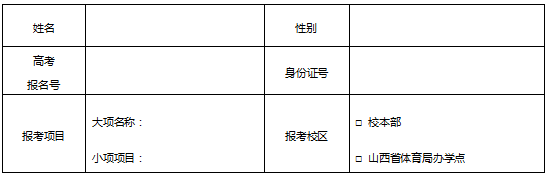 姓名
性别
高考
报名号
身份证号
报考项目
大项名称：
小项项目：
报考校区
□ 校本部
□ 山西省体育局办学点